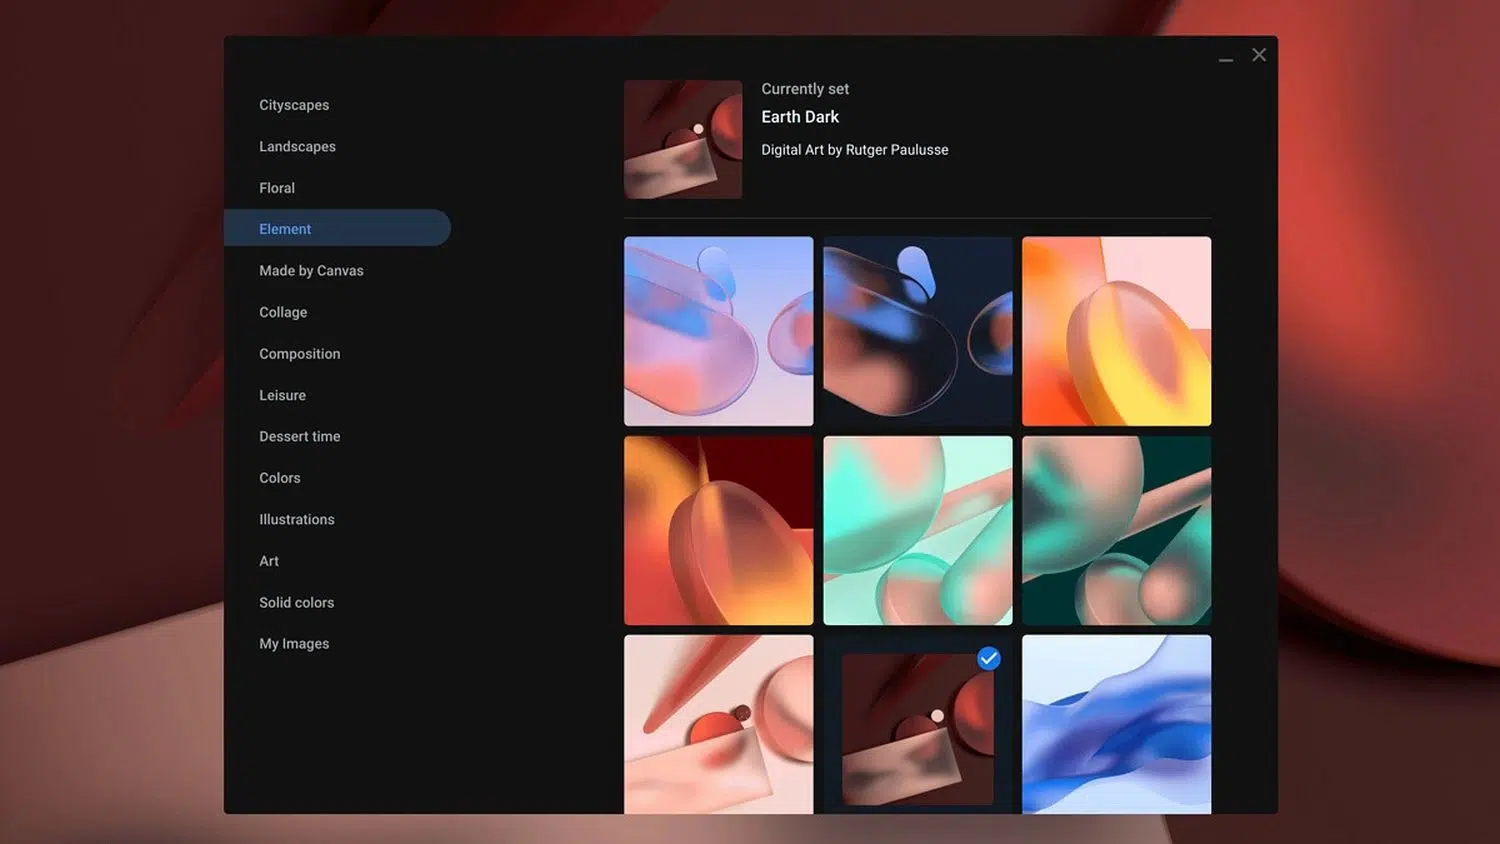 Cityscapes
Landscapes
Floral
Element
Made by Canvas
Collage
Composition
Leisure
Dessert time
Colors
Illustrations
Art
Solid colors
My Images
Currently set
Earth Dark
Digital Art by Rutger Paulusse